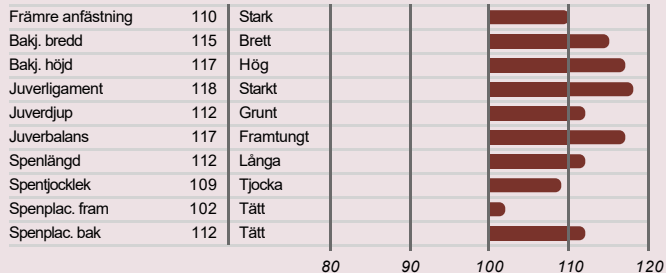 Främre anfästning 110 Stark
Bakj. bredd 115 Brett
Bakj. höjd 117 Hög
Juverligament 118 Starkt
Juverdjup 112 Grunt
Juverbalans 117 Framtungt
Spenlängd 112 Långa
Spentjocklek 109 Tjocka
Spenplac. fram 102 Tätt
Spenplac. bak 112 Tätt
80 90 100 110 120